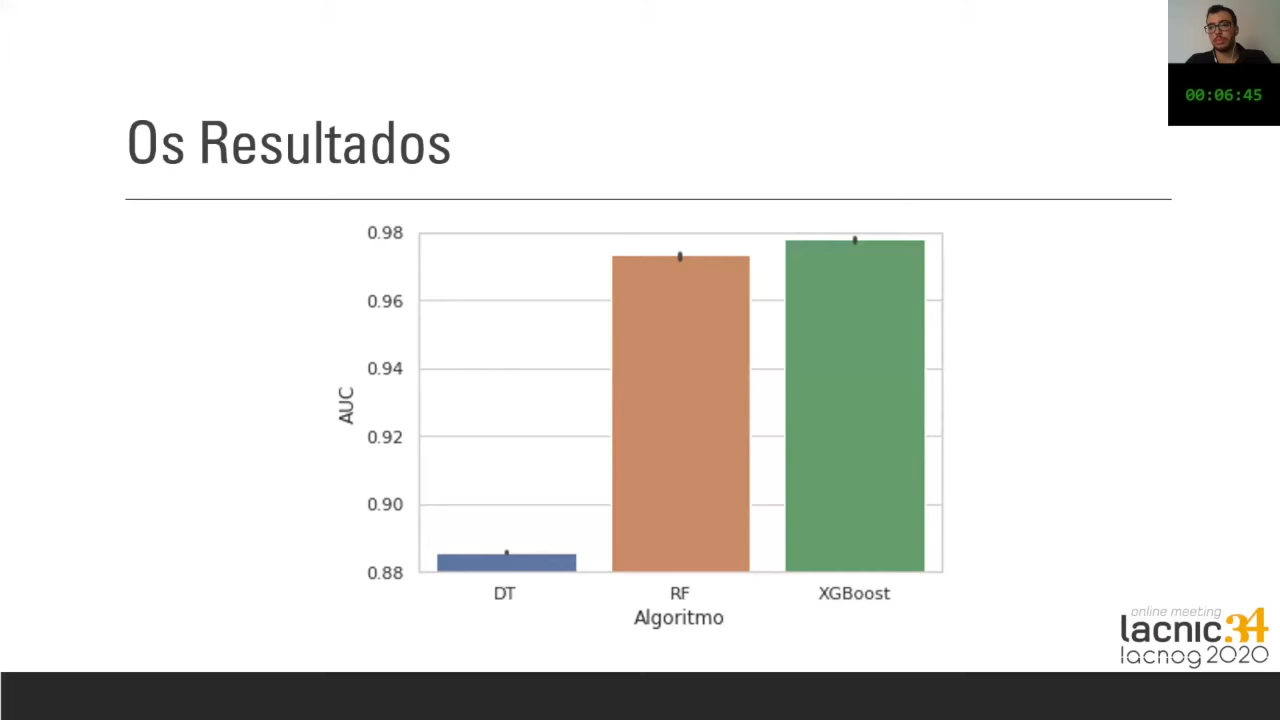 00:06:45
Os Resultados
0.98
0.96
0.94
0.92
0.90
0.88
AUC
DT RF XGBoost
Algoritmo
online meeting
lacnic.34
lacnog 2020